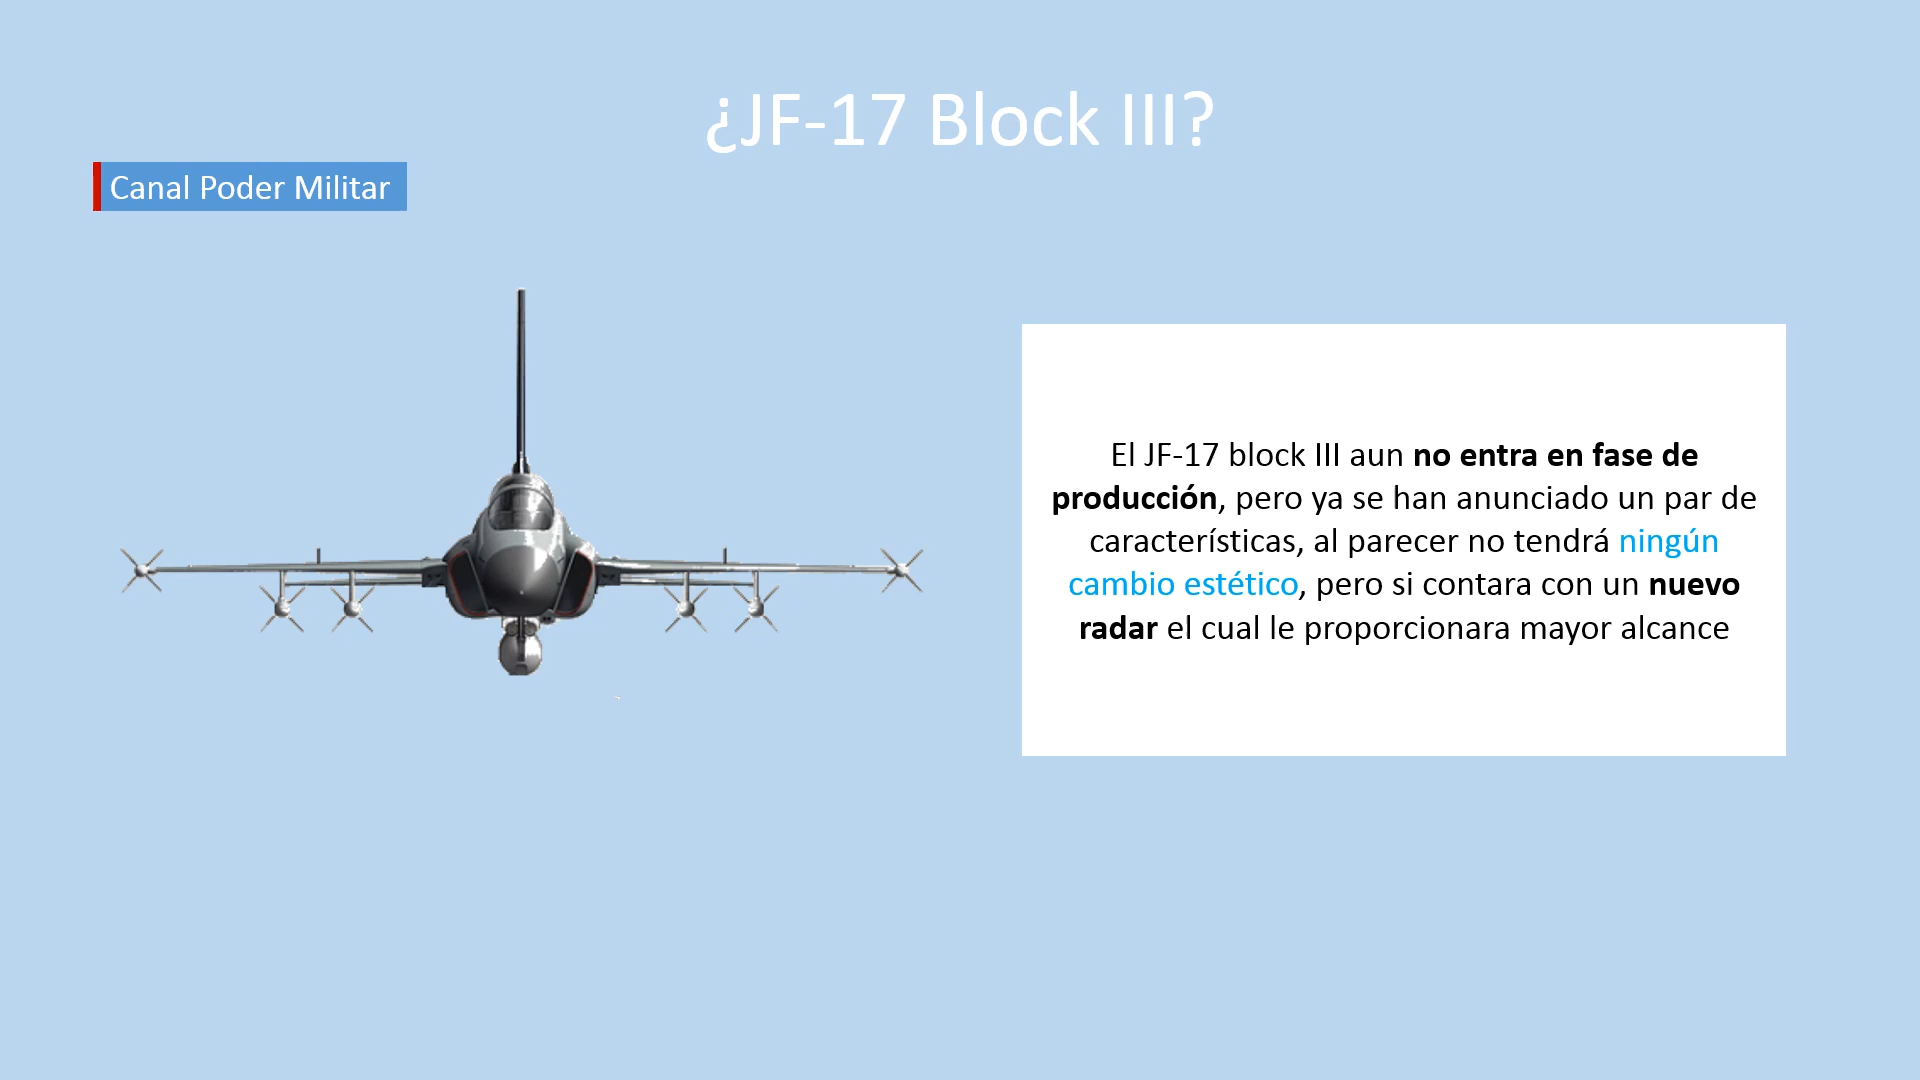 ¿JF-17 Block III?
Canal Poder Militar
El JF-17 block III aun no entra en fase de
producción, pero ya se han anunciado un par de
características, al parecer no tendrá ningún
cambio estético, pero si contara con un nuevo
radar el cual le proporcionara mayor alcance